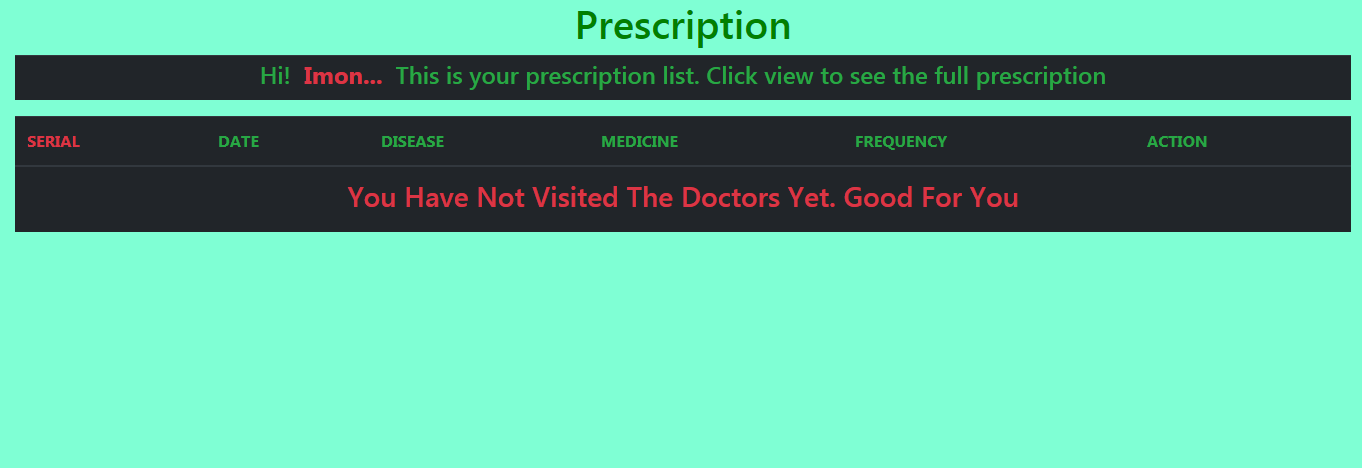 Prescription
Hi! Imon... This is your prescription list. Click view to see the full prescription
SERIAL DATE DISEASE MEDICINE FREQUENCY ACTION
You Have Not Visited The Doctors Yet. Good For You